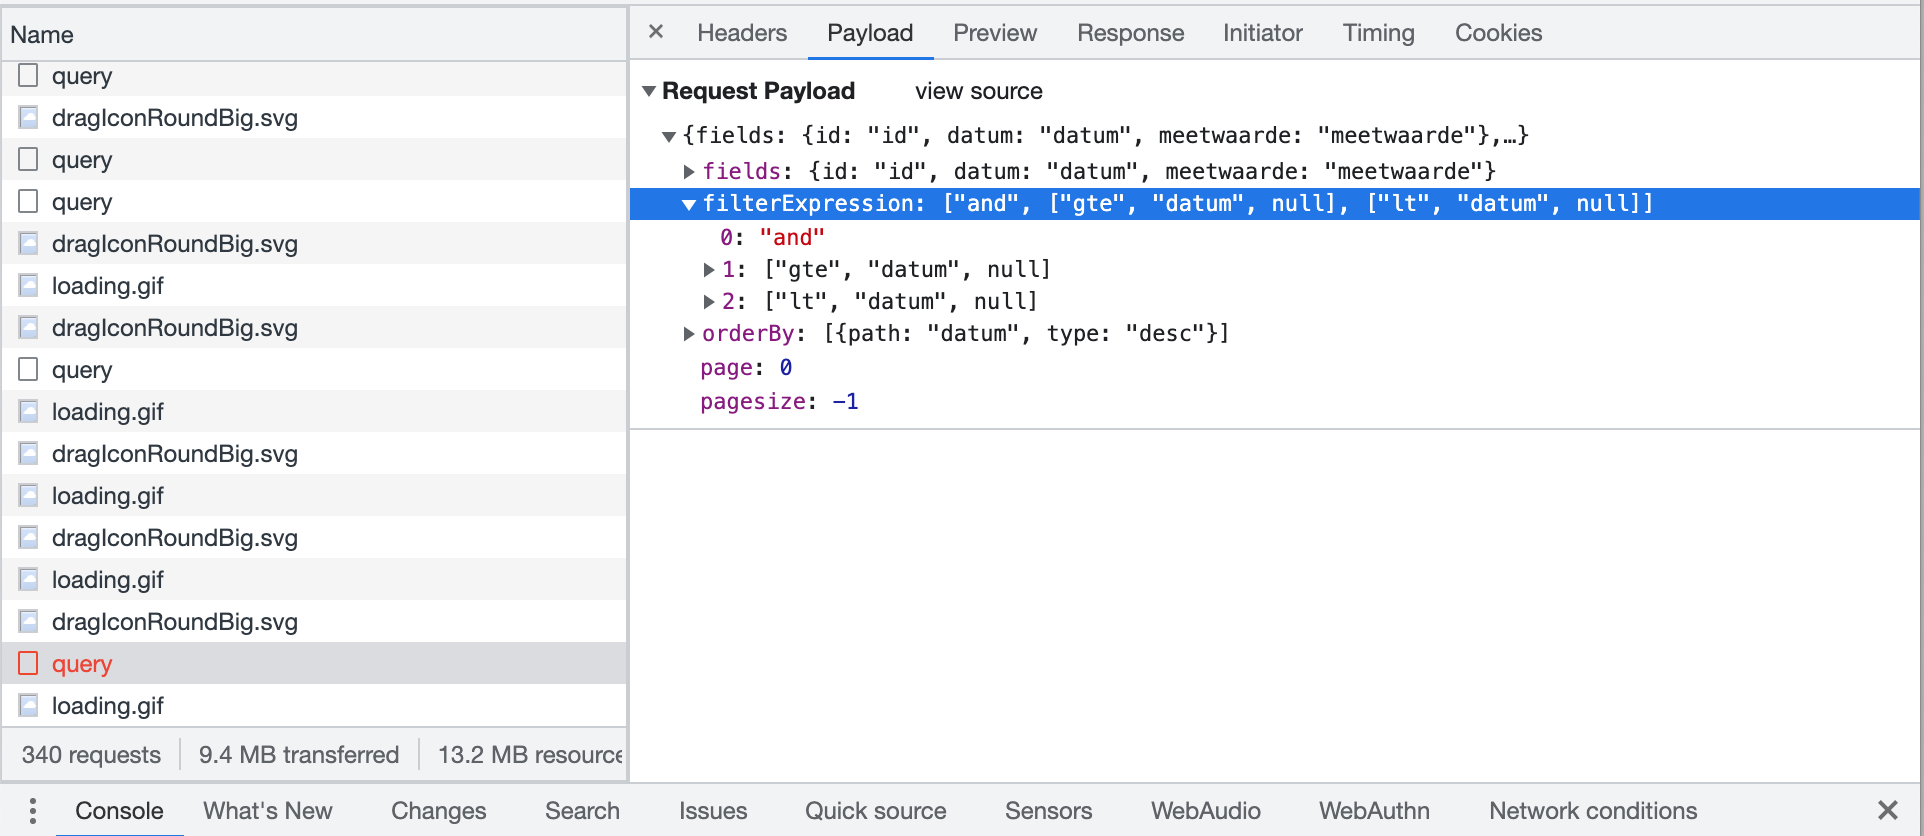 Name
query
dragIconRoundBig.svg
query
query
dragIconRoundBig.svg
loading.gif
dragIconRoundBig.svg
query
loading.gif
dragIconRoundBig.svg
loading.gif
dragIconRoundBig.svg
loading.gif
dragIconRoundBig.svg
query
loading.gif
340 requests 9.4 MB transferred 13.2 MB resource
Headers Payload Preview Response Initiator Timing Cookies
Request Payload view source
{fields: {id: "id", datum: "datum", meetwaarde: "meetwaarde"},…}
fields: {id: "id", datum: "datum", meetwaarde: "meetwaarde"}
filterExpression: ["and", ["gte", "datum", null], ["lt", "datum", null]]
0: "and"
1: ["gte", "datum", null]
2: ["lt", "datum", null]
orderBy: [{path: "datum", type: "desc"}]
page: 0
pagesize: -1
Console What's New Changes Search Issues Quick source Sensors WebAudio WebAuthn Network conditions